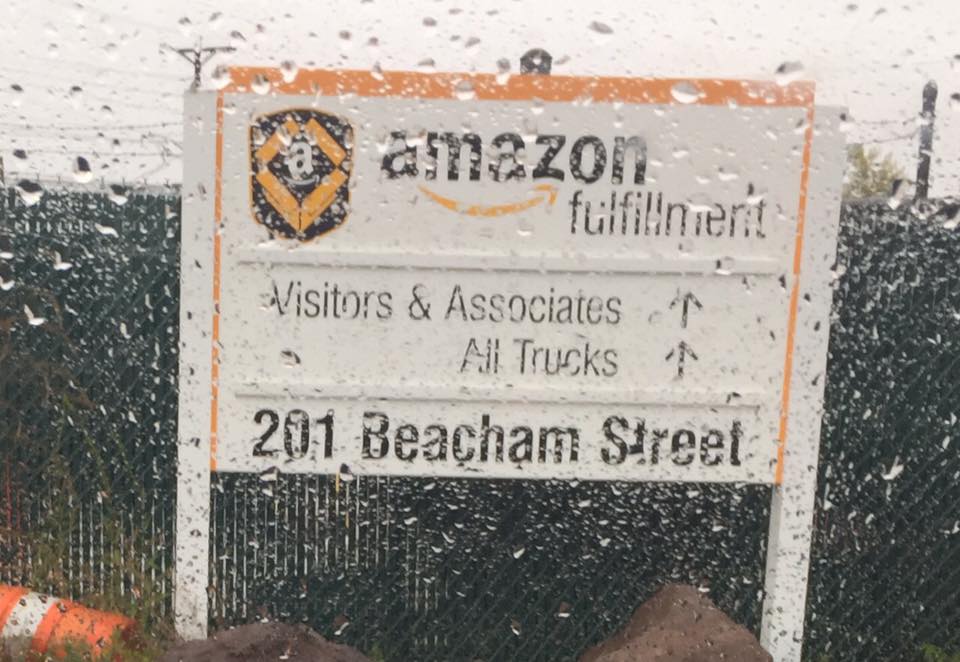 a
amazon
fulfillment
Visitors & Associates ↑
All Trucks ↑
201 Beacham Street